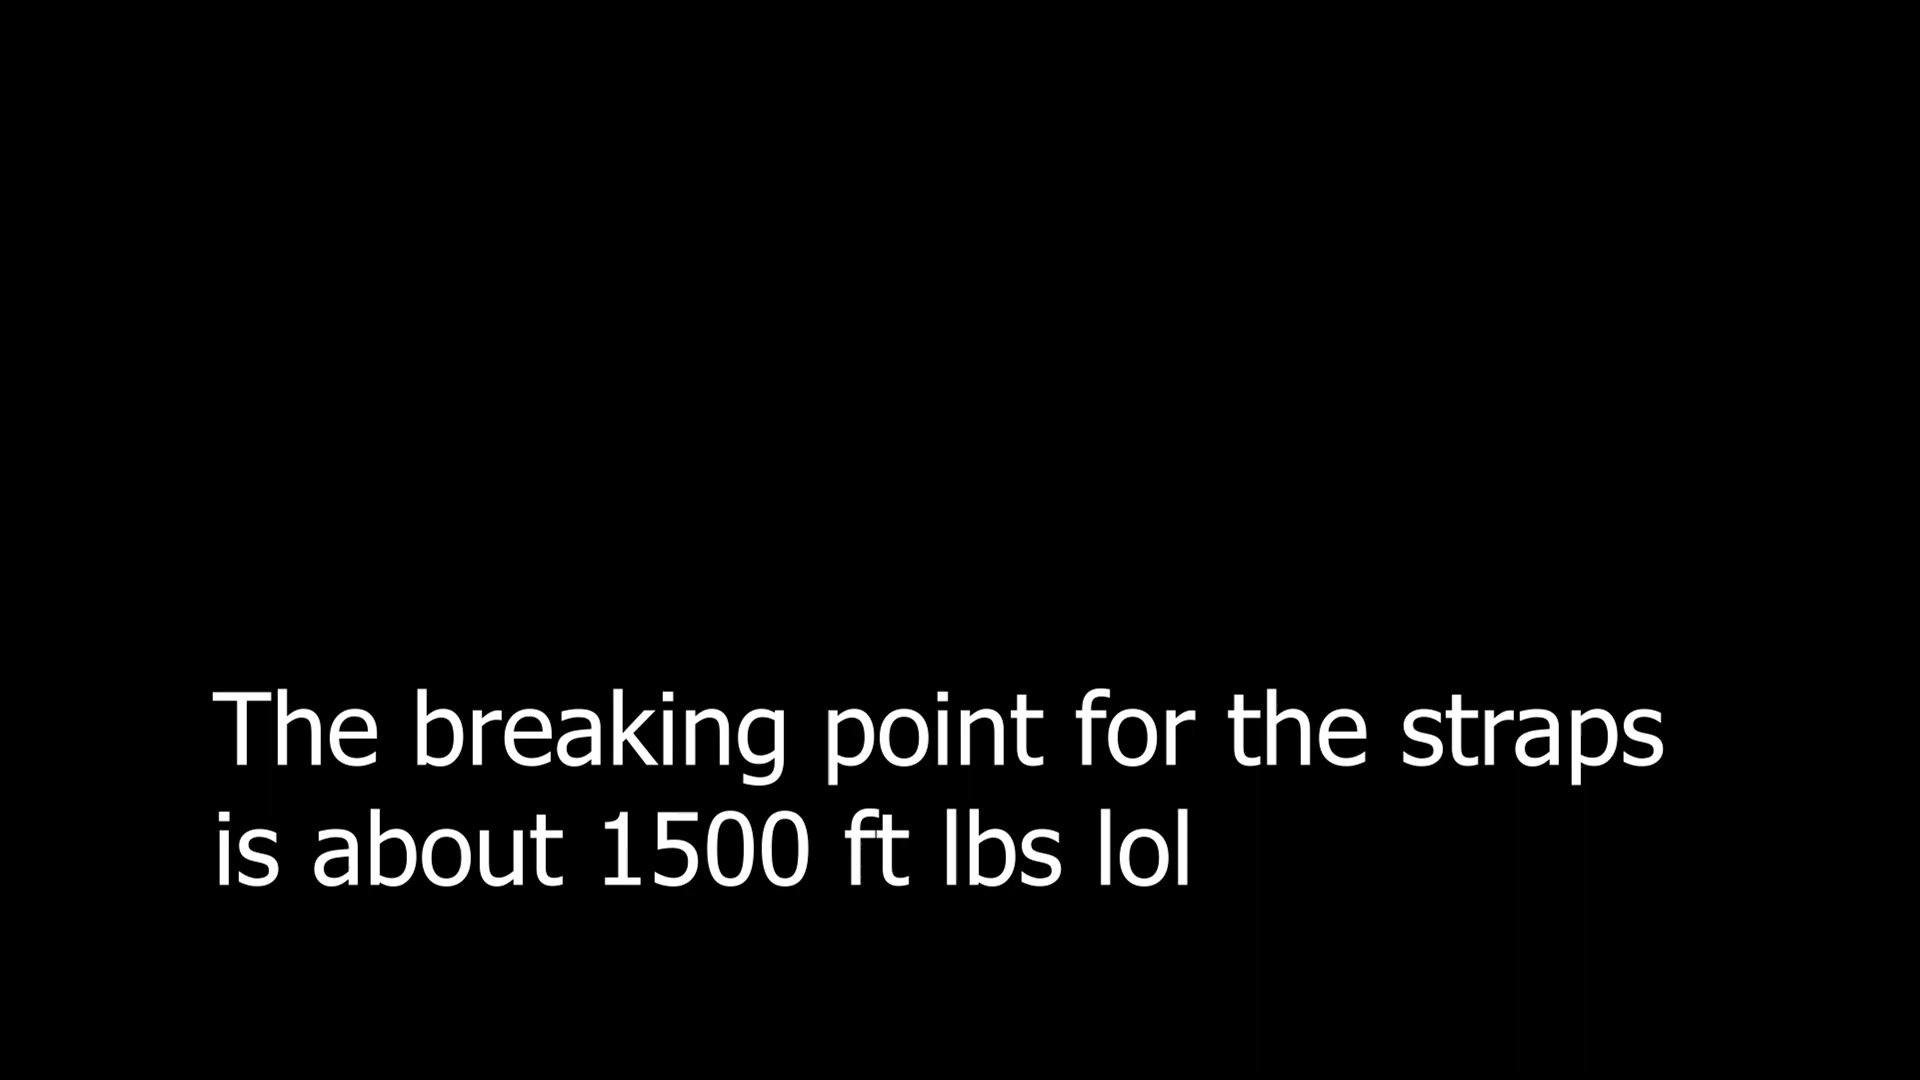 The breaking point for the straps
is about 1500 ft lbs lol